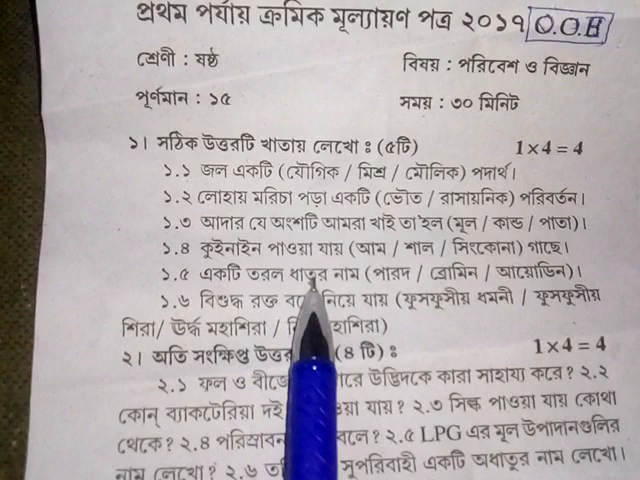 প্রথম পর্যায় ক্রমিক মূল্যায়ণ পত্র ২০১৭ O.O.H
শ্রেণী : ষষ্ঠ
বিষয় : পরিবেশ ও বিজ্ঞান
পূর্ণমান : ১৫
সময় : ৩০ মিনিট
১। সঠিক উত্তরটি খাতায় লেখো : (৫টি) 1×4 = 4
১.১ জল একটি (যৌগিক / মিশ্র / মৌলিক) পদার্থ।
১.২ লোহায় মরিচা পড়া একটি (ভৌত / রাসায়নিক) পরিবর্তন।
১.৩ আদার যে অংশটি আমরা খাই তা'হল (মূল / কান্ড / পাতা)।
১.৪ কুইনাইন পাওয়া যায় (আম / শাল / সিংকোনা) গাছে।
১.৫ একটি তরল ধাতুর নাম (পারদ / ব্রোমিন / আয়োডিন)।
১.৬ বিশুদ্ধ রক্ত নিয়ে যায় (ফুসফুসীয় ধমনী / ফুসফুসীয়
শিরা/ ঊর্দ্ধ মহাশিরা / হাশিরা)
২। অতি সংক্ষিপ্ত উত্তর (৪ টি) : 1×4 = 4
২.১ ফল ও বীজে উদ্ভিদকে কারা সাহায্য করে? ২.২
কোন্ ব্যাকটেরিয়া দই ওয়া যায়? ২.৩ সিল্ক পাওয়া যায় কোথা
থেকে? ২.৪ পরিস্রাবন বলে? ২.৫ LPG এর মূল উপাদানগুলির
নাম লেখো? ২.৬ ত সুপরিবাহী একটি অধাতুর নাম লেখো।